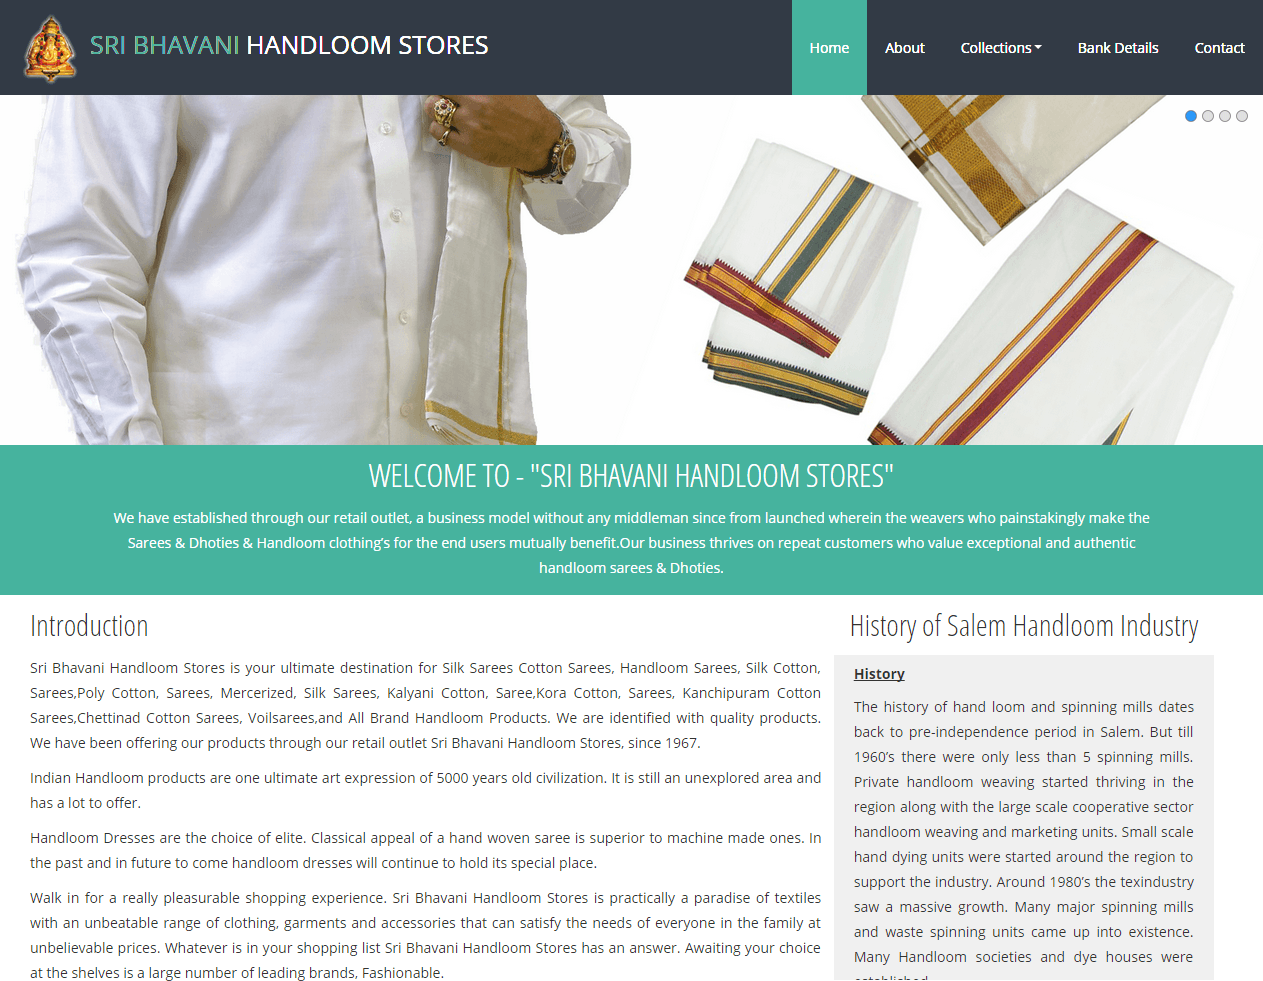 SRI BHAVANI HANDLOOM STORES
Home
About
Collections
Bank Details
Contact
WELCOME TO - "SRI BHAVANI HANDLOOM STORES"
We have established through our retail outlet, a business model without any middleman since from launched wherein the weavers who painstakingly make the
Sarees & Dhoties & Handloom clothing’s for the end users mutually benefit.Our business thrives on repeat customers who value exceptional and authentic
handloom sarees & Dhoties.
Introduction
Sri Bhavani Handloom Stores is your ultimate destination for Silk Sarees Cotton Sarees, Handloom Sarees, Silk Cotton,
Sarees,Poly Cotton, Sarees, Mercerized, Silk Sarees, Kalyani Cotton, Saree,Kora Cotton, Sarees, Kanchipuram Cotton
Sarees,Chettinad Cotton Sarees, Voilsarees,and All Brand Handloom Products. We are identified with quality products.
We have been offering our products through our retail outlet Sri Bhavani Handloom Stores, since 1967.
Indian Handloom products are one ultimate art expression of 5000 years old civilization. It is still an unexplored area and
has a lot to offer.
Handloom Dresses are the choice of elite. Classical appeal of a hand woven saree is superior to machine made ones. In
the past and in future to come handloom dresses will continue to hold its special place.
Walk in for a really pleasurable shopping experience. Sri Bhavani Handloom Stores is practically a paradise of textiles
with an unbeatable range of clothing, garments and accessories that can satisfy the needs of everyone in the family at
unbelievable prices. Whatever is in your shopping list Sri Bhavani Handloom Stores has an answer. Awaiting your choice
at the shelves is a large number of leading brands, Fashionable.
History of Salem Handloom Industry
History
The history of hand loom and spinning mills dates
back to pre-independence period in Salem. But till
1960’s there were only less than 5 spinning mills.
Private handloom weaving started thriving in the
region along with the large scale cooperative sector
handloom weaving and marketing units. Small scale
hand dying units were started around the region to
support the industry. Around 1980’s the texindustry
saw a massive growth. Many major spinning mills
and waste spinning units came up into existence.
Many Handloom societies and dye houses were